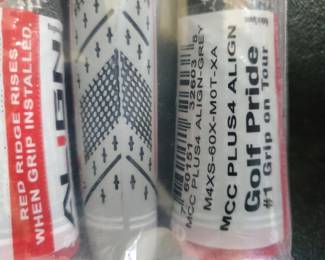 RED RIDGE RISES
WHEN GRIP INSTALLED
ALIGN
Golf Pride
#1 Grip on Tour
MCC PLUS4 ALIGN
M4XS-60X-M0T-XA
MCC PLUS4 ALIGN-GREY